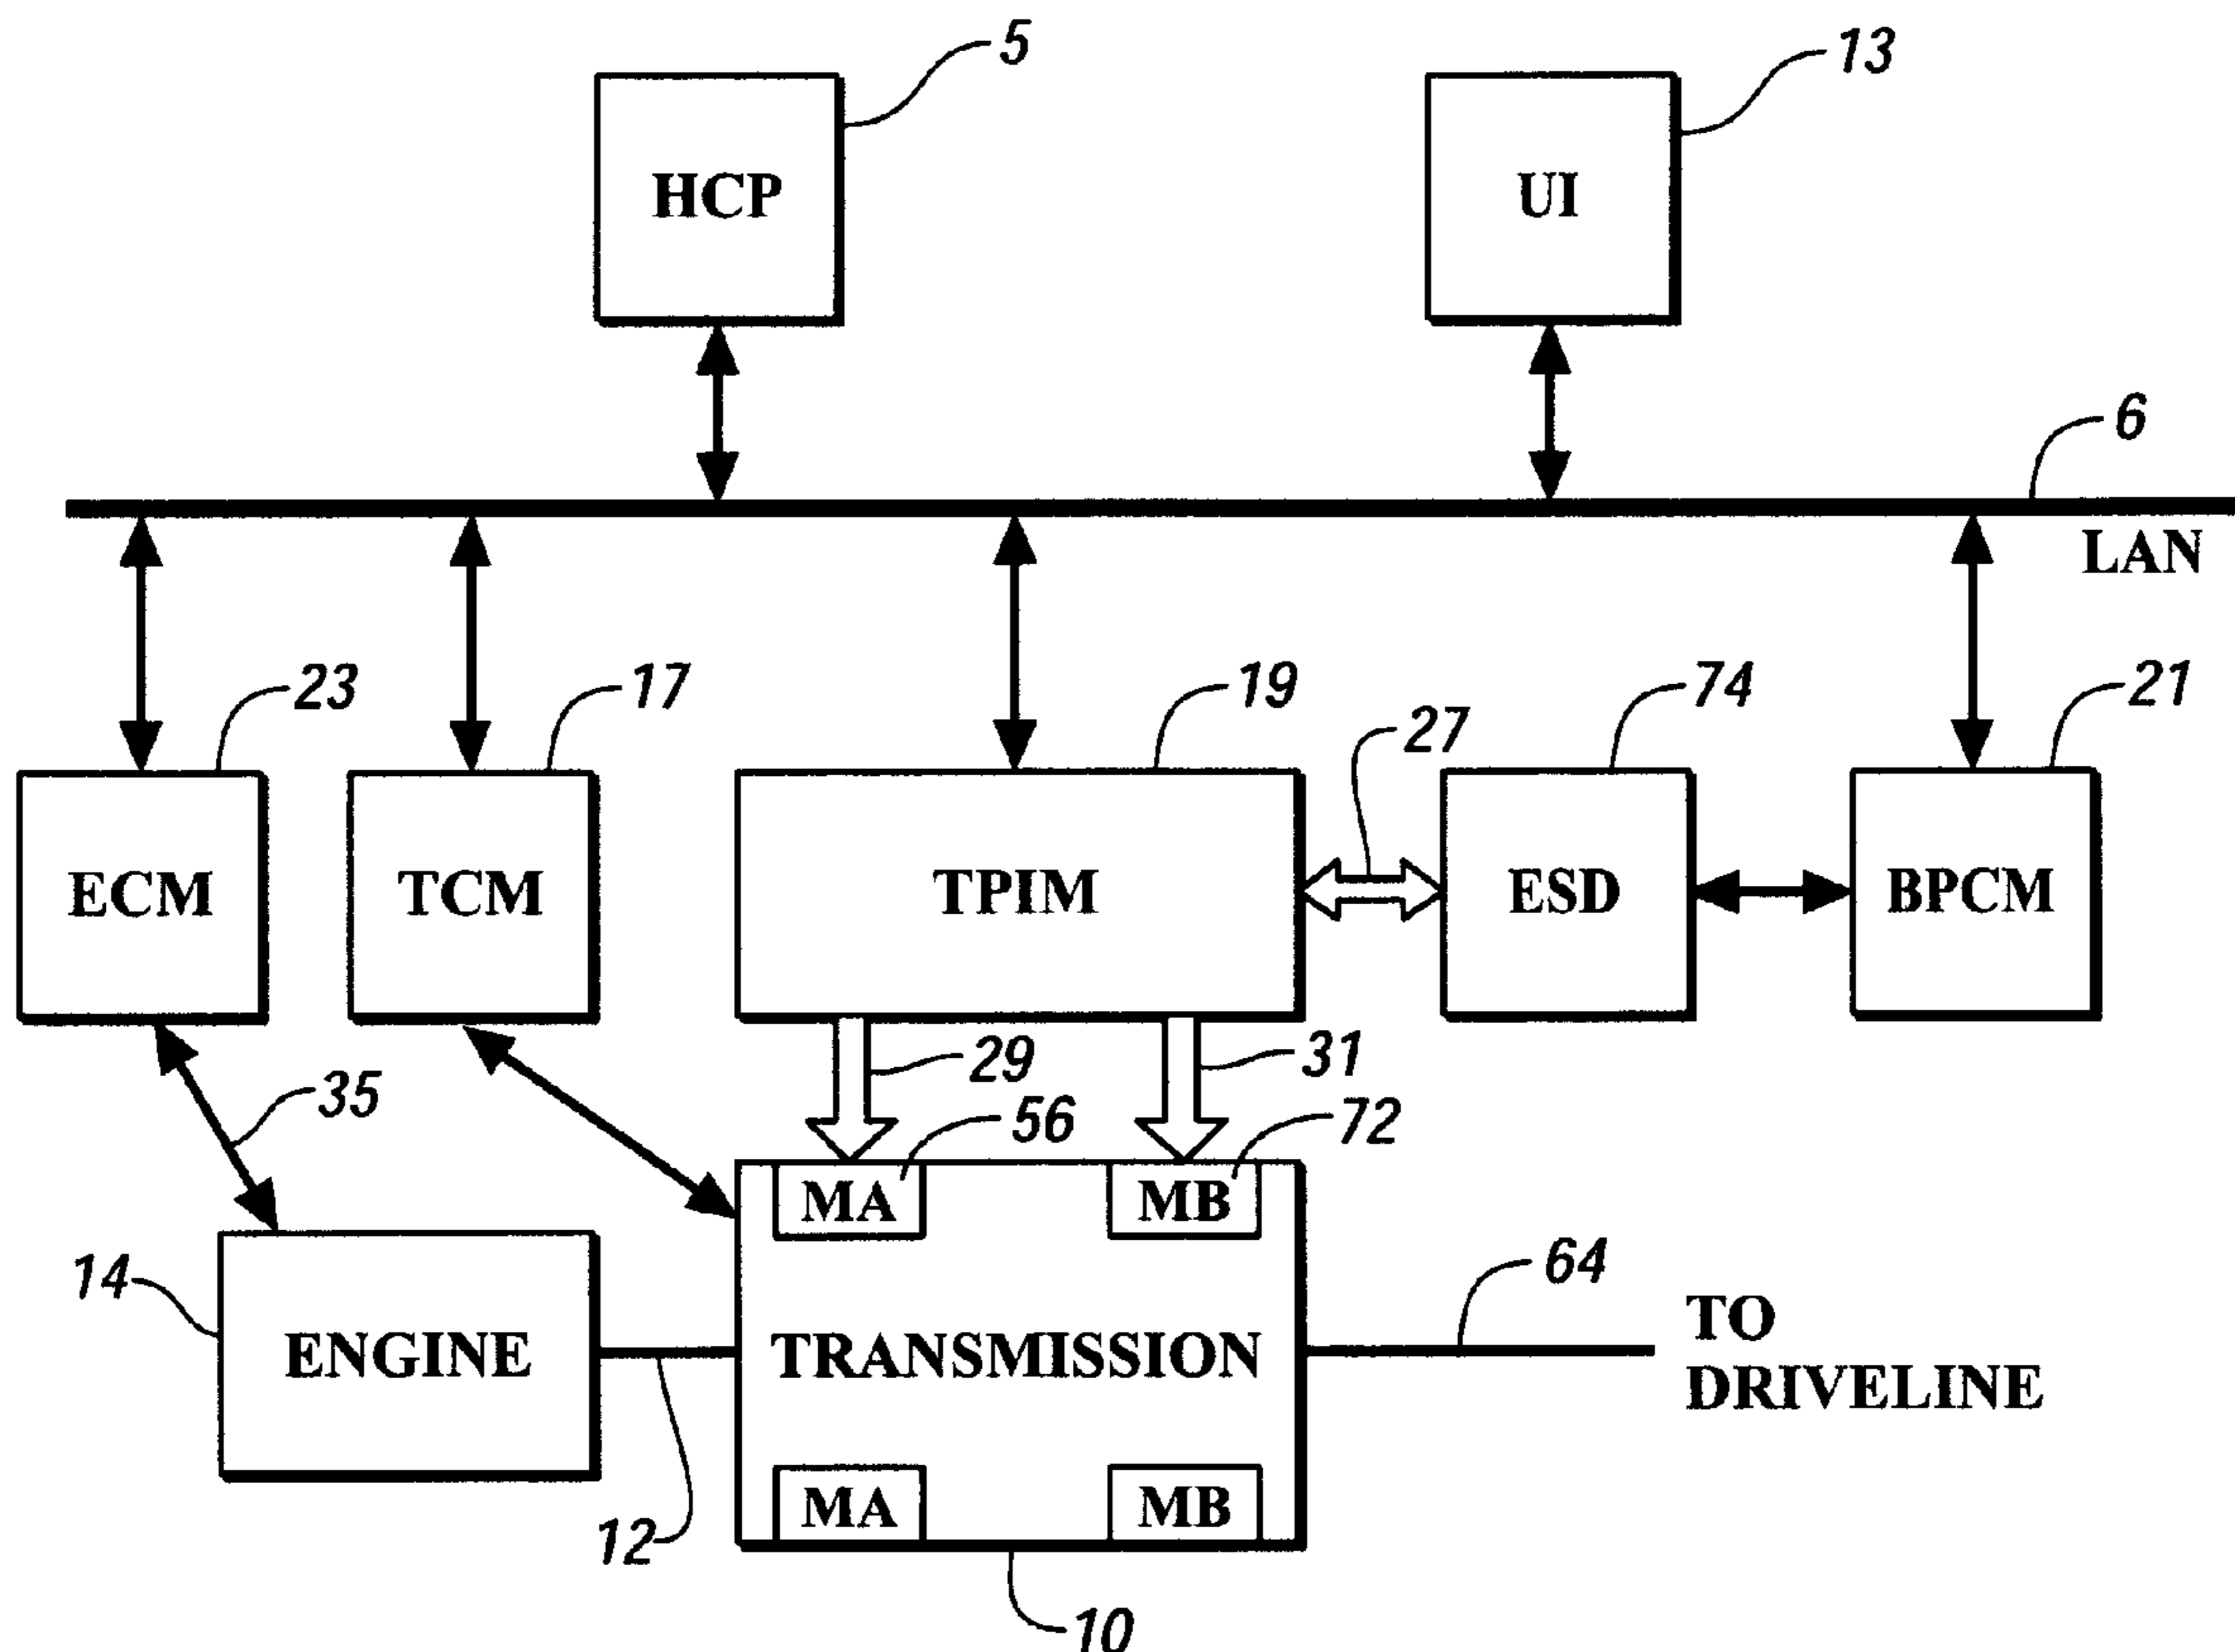 5
13
HCP
UI
6
LAN
23
17
19
27
74
21
ECM
TCM
TPIM
ESD
BPCM
35
29
31
56
72
MA
MB
14
ENGINE
TRANSMISSION
64
TO
DRIVELINE
12
MA
MB
10